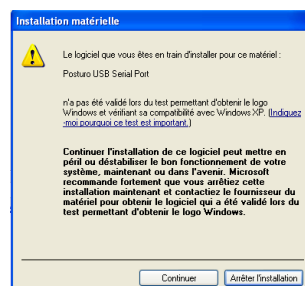 Installation matérielle
Le logiciel que vous êtes en train d'installer pour ce matériel :
Posturo USB Serial Port
n'a pas été validé lors du test permettant d'obtenir le logo
Windows et vérifiant sa compatibilité avec Windows XP. (Indiquez
-moi pourquoi ce test est important.)
Continuer l'installation de ce logiciel peut mettre en
péril ou déstabiliser le bon fonctionnement de votre
système, maintenant ou dans l'avenir. Microsoft
recommande fortement que vous arrêtiez cette
installation maintenant et contactiez le fournisseur du
matériel pour obtenir le logiciel qui a été validé lors du
test permettant d'obtenir le logo Windows.
Continuer
Arrêter l'installation